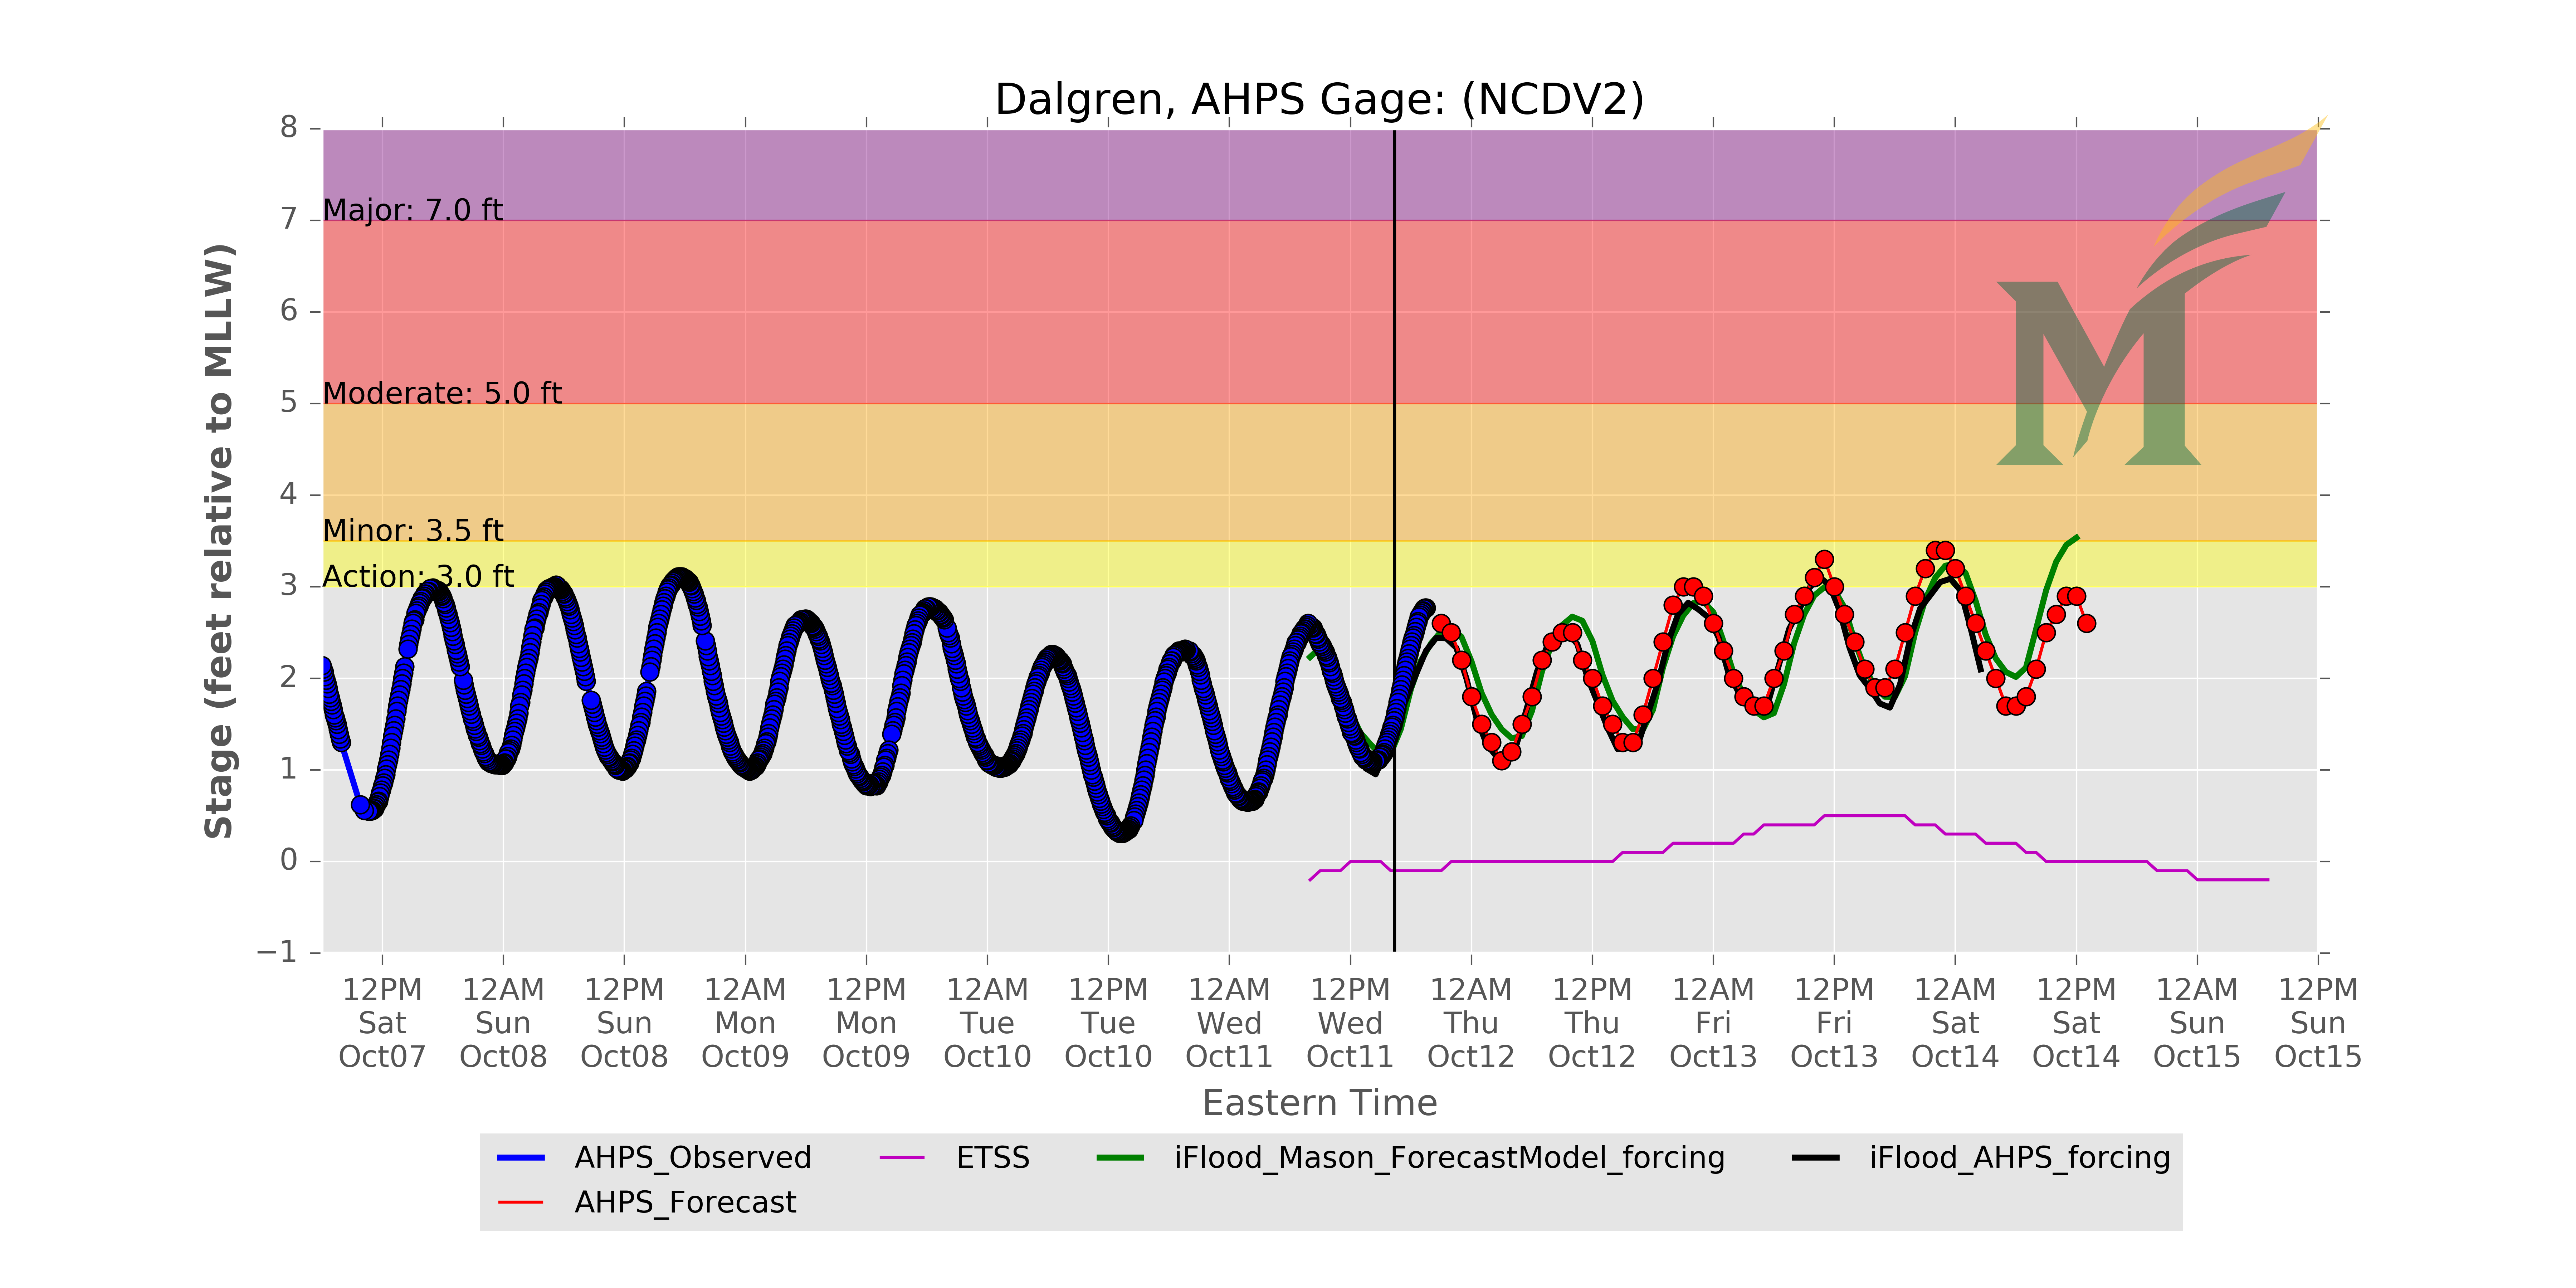 Dalgren, AHPS Gage: (NCDV2)
8
7
6
5
4
3
2
1
0
−1
Stage (feet relative to MLLW)
Major: 7.0 ft
Moderate: 5.0 ft
Minor: 3.5 ft
Action: 3.0 ft
M
12PM 12AM 12PM 12AM 12PM 12AM 12PM 12AM 12PM 12AM 12PM 12AM 12PM 12AM 12PM 12AM 12PM
Sat Sun Sun Mon Mon Tue Tue Wed Wed Thu Thu Fri Fri Sat Sat Sun Sun
Oct07 Oct08 Oct08 Oct09 Oct09 Oct10 Oct10 Oct11 Oct11 Oct12 Oct12 Oct13 Oct13 Oct14 Oct14 Oct15 Oct15
Eastern Time
AHPS_Observed ETSS iFlood_Mason_ForecastModel_forcing iFlood_AHPS_forcing
AHPS_Forecast